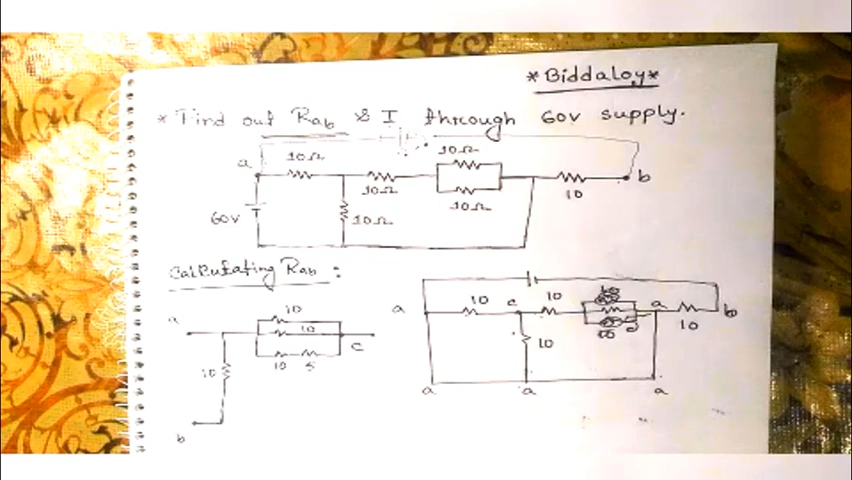 *Biddaloy*
* Find out Rab & I through 60V supply.
a 10Ω 10Ω 10Ω 10Ω 10Ω 10 b
60V
Calculating Rab :
a 10 10 10 5 c 10 b
a 10 c 10 10 a 10 b
10
a a a